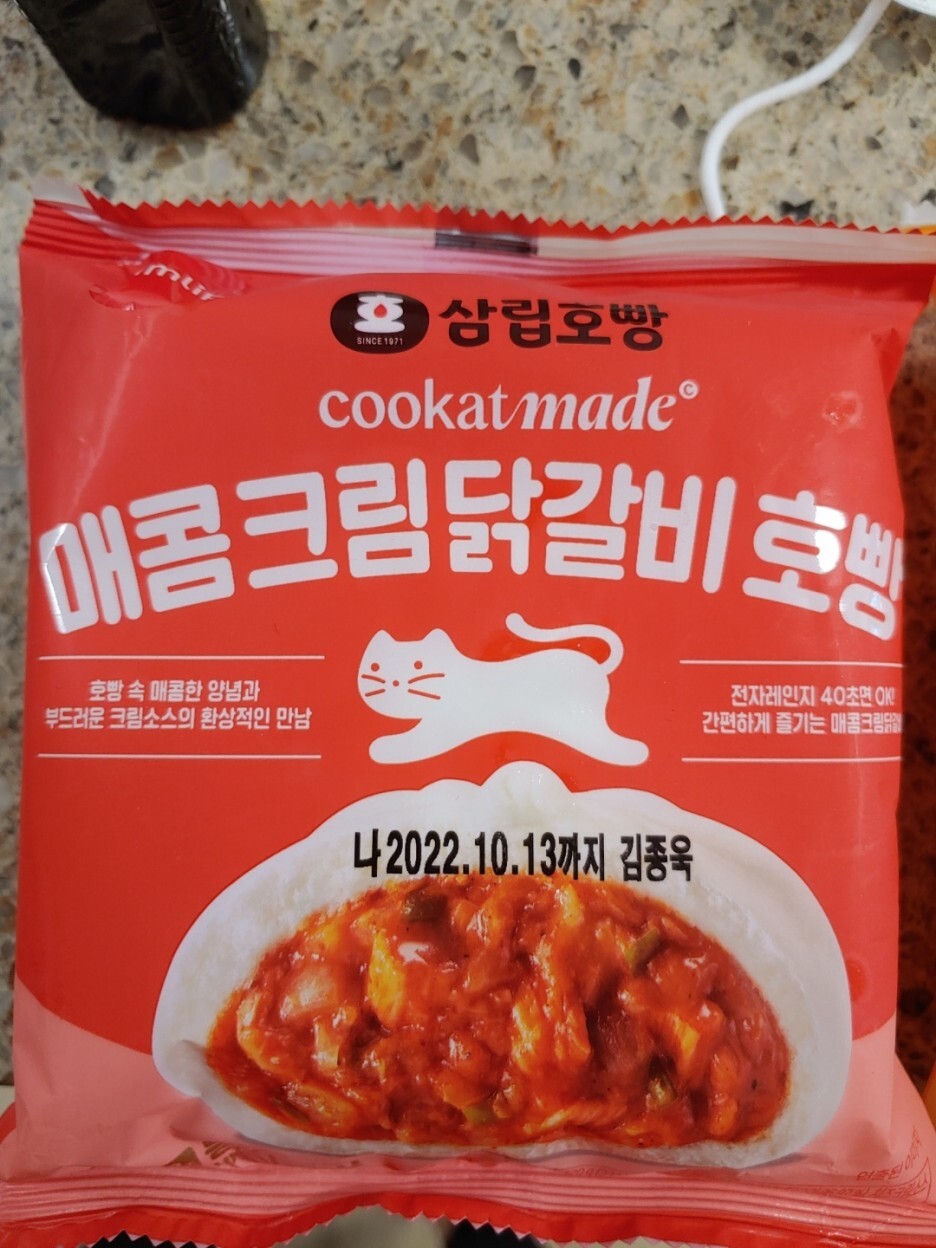 호
SINCE 1971
삼립호빵
cookatmade©
매콤크림닭갈비 호빵
호빵 속 매콤한 양념과
부드러운 크림소스의 환상적인 만남
전자레인지 40초면 OK!
간편하게 즐기는 매콤크림닭갈비
나2022.10.13까지 김종욱